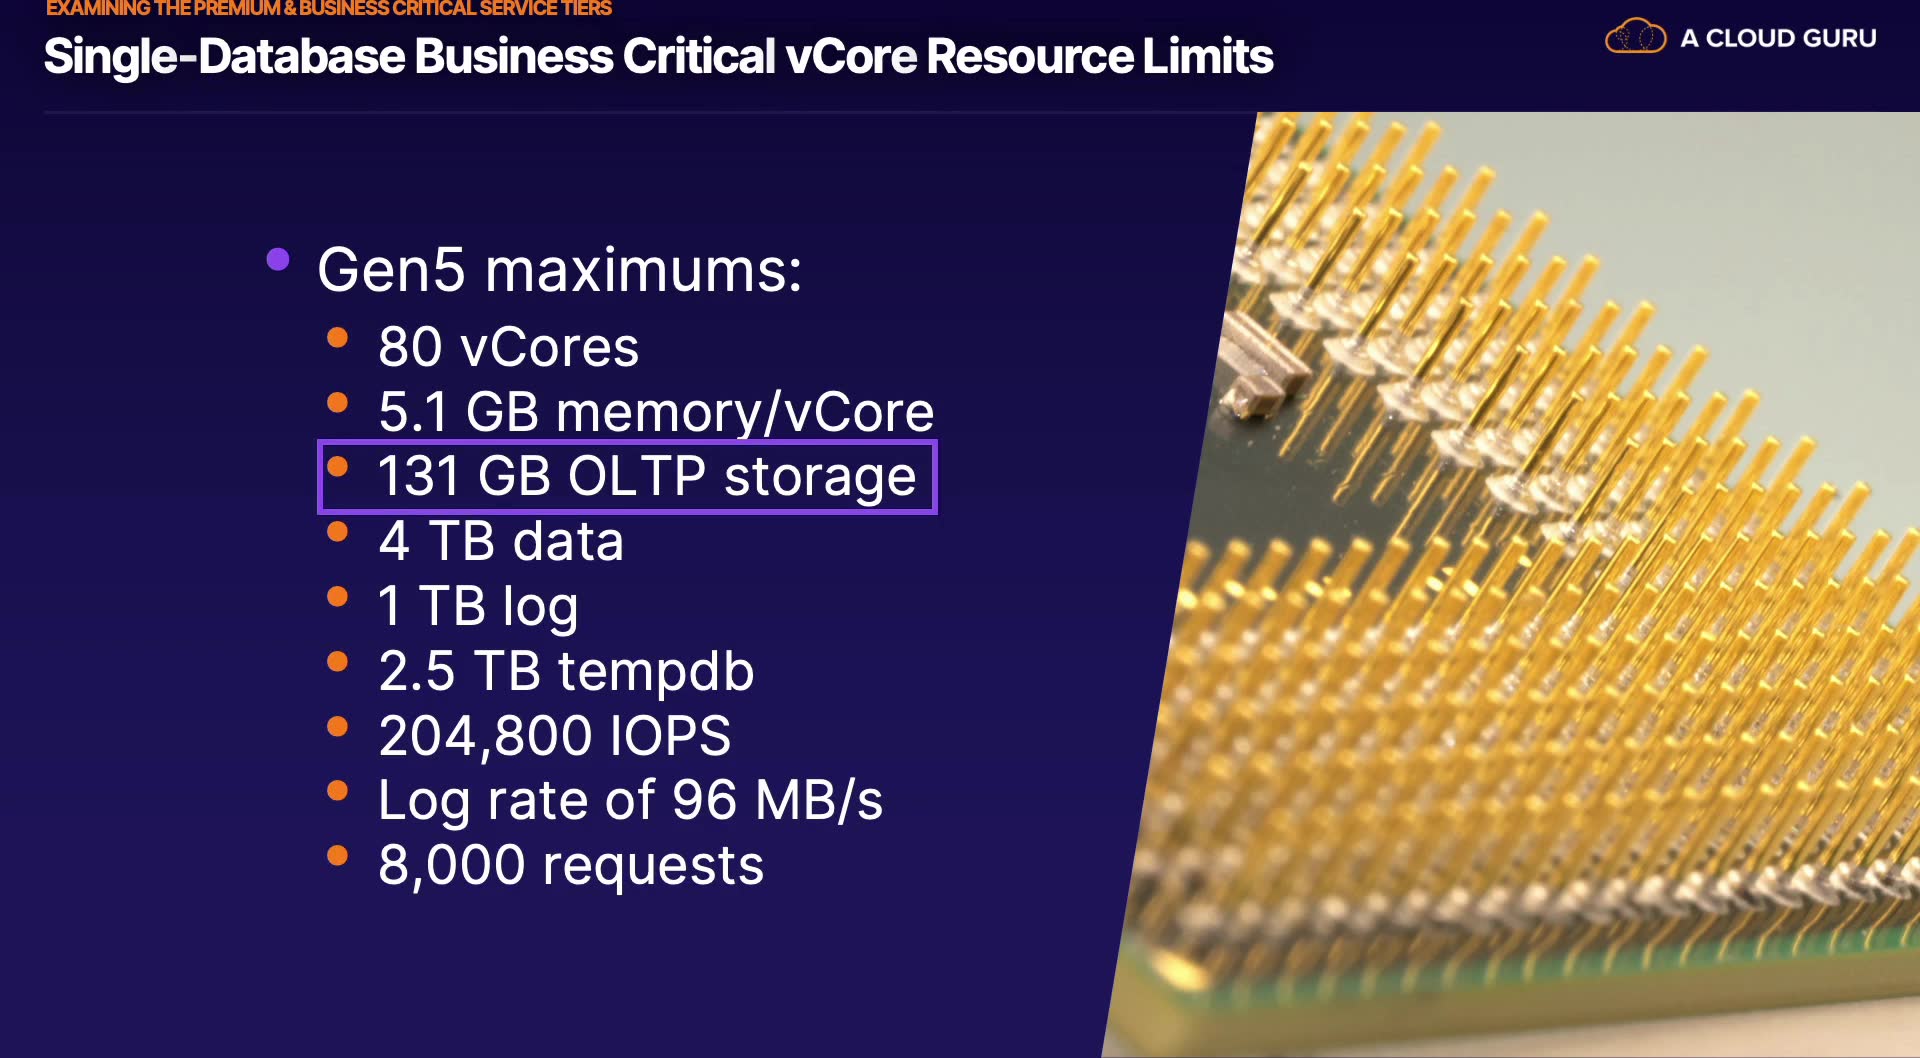 EXAMINING THE PREMIUM & BUSINESS CRITICAL SERVICE TIERS
Single-Database Business Critical vCore Resource Limits
A CLOUD GURU
Gen5 maximums:
80 vCores
5.1 GB memory/vCore
131 GB OLTP storage
4 TB data
1 TB log
2.5 TB tempdb
204,800 IOPS
Log rate of 96 MB/s
8,000 requests